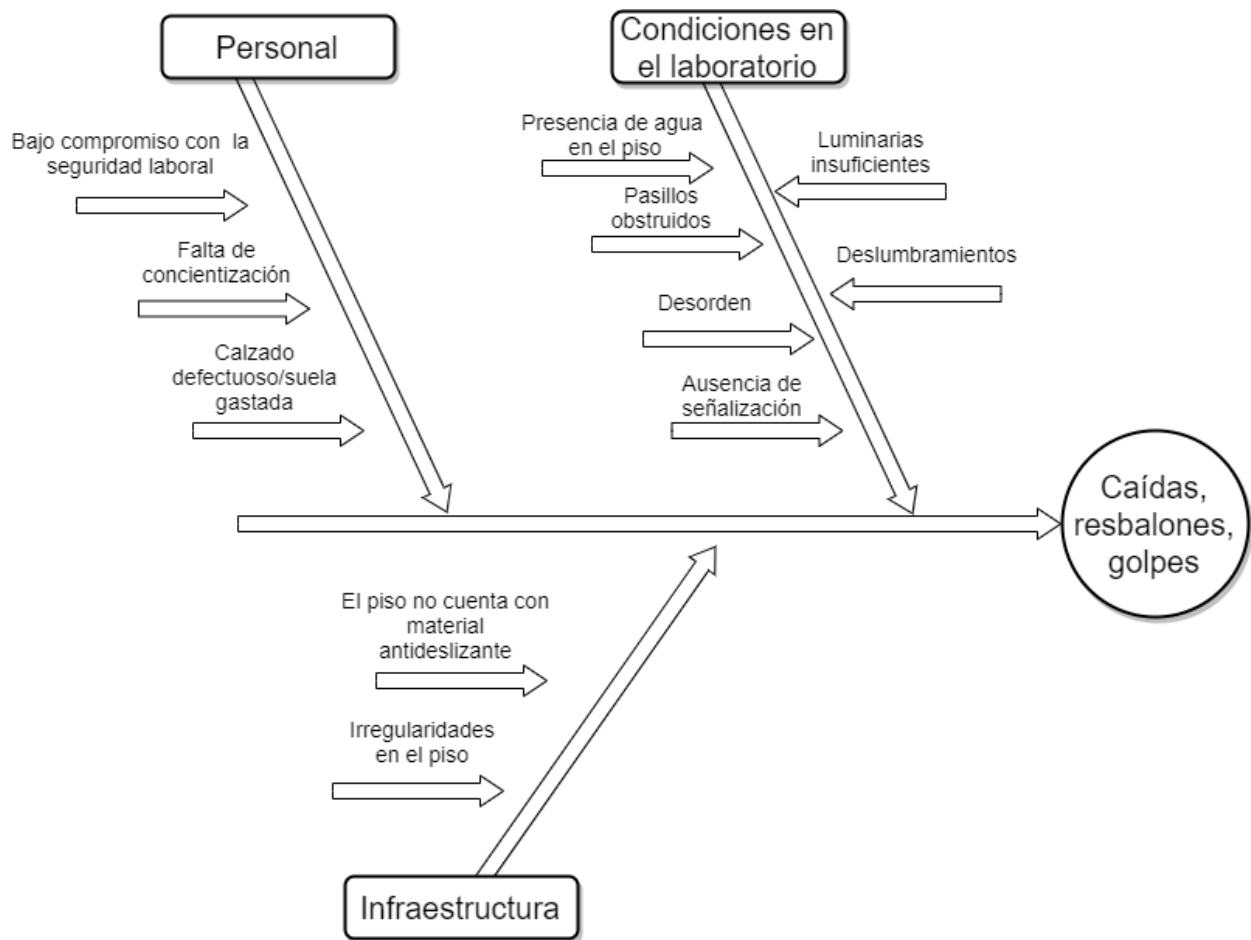 Personal
Condiciones en
el laboratorio
Bajo compromiso con la
seguridad laboral
Falta de
concientización
Calzado
defectuoso/suela
gastada
Presencia de agua
en el piso
Pasillos
obstruidos
Desorden
Ausencia de
señalización
Luminarias
insuficientes
Deslumbramientos
Caídas,
resbalones,
golpes
El piso no cuenta con
material
antideslizante
Irregularidades
en el piso
Infraestructura